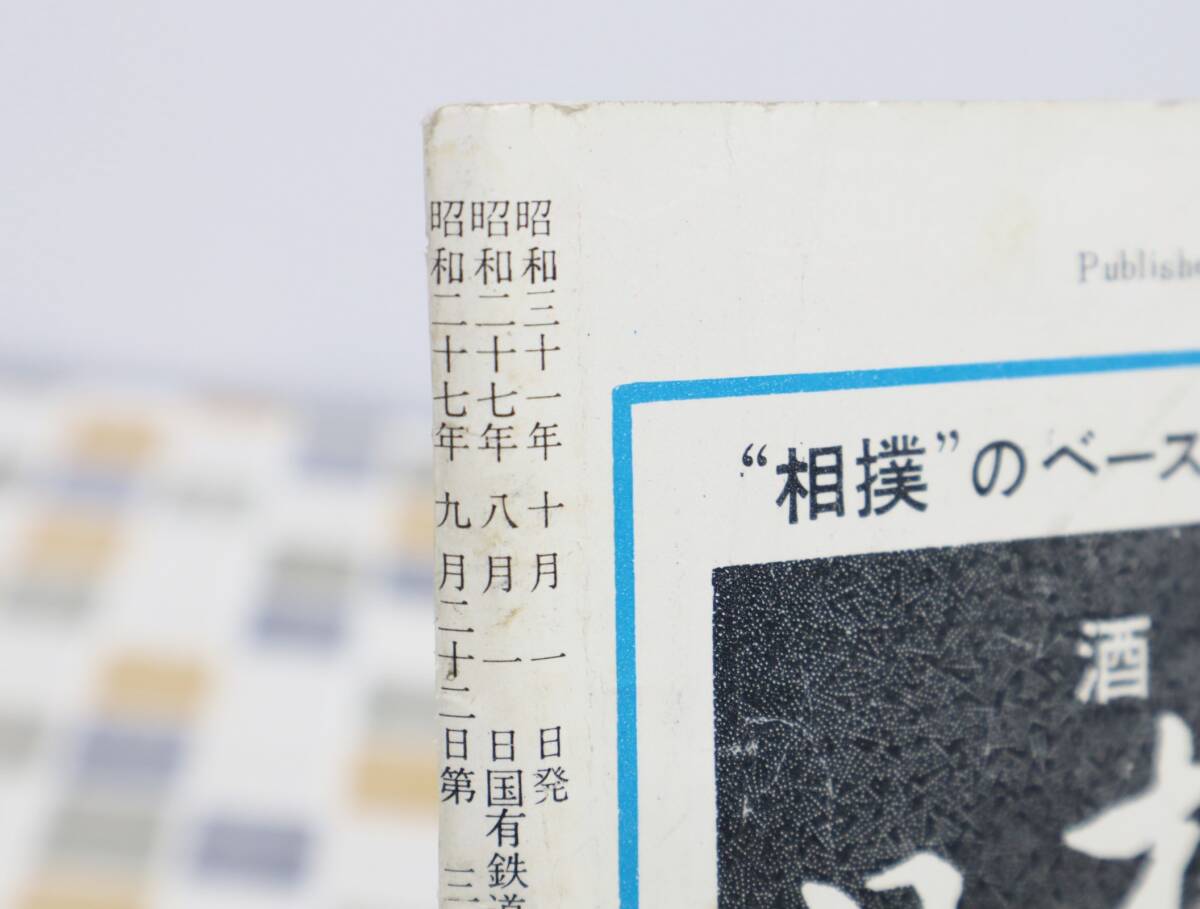 昭和三十一年十月一日発
昭和二十七年八月一日国有鉄道
昭和二十七年九月二十二日第三
Publishe
“相撲”のベース
酒